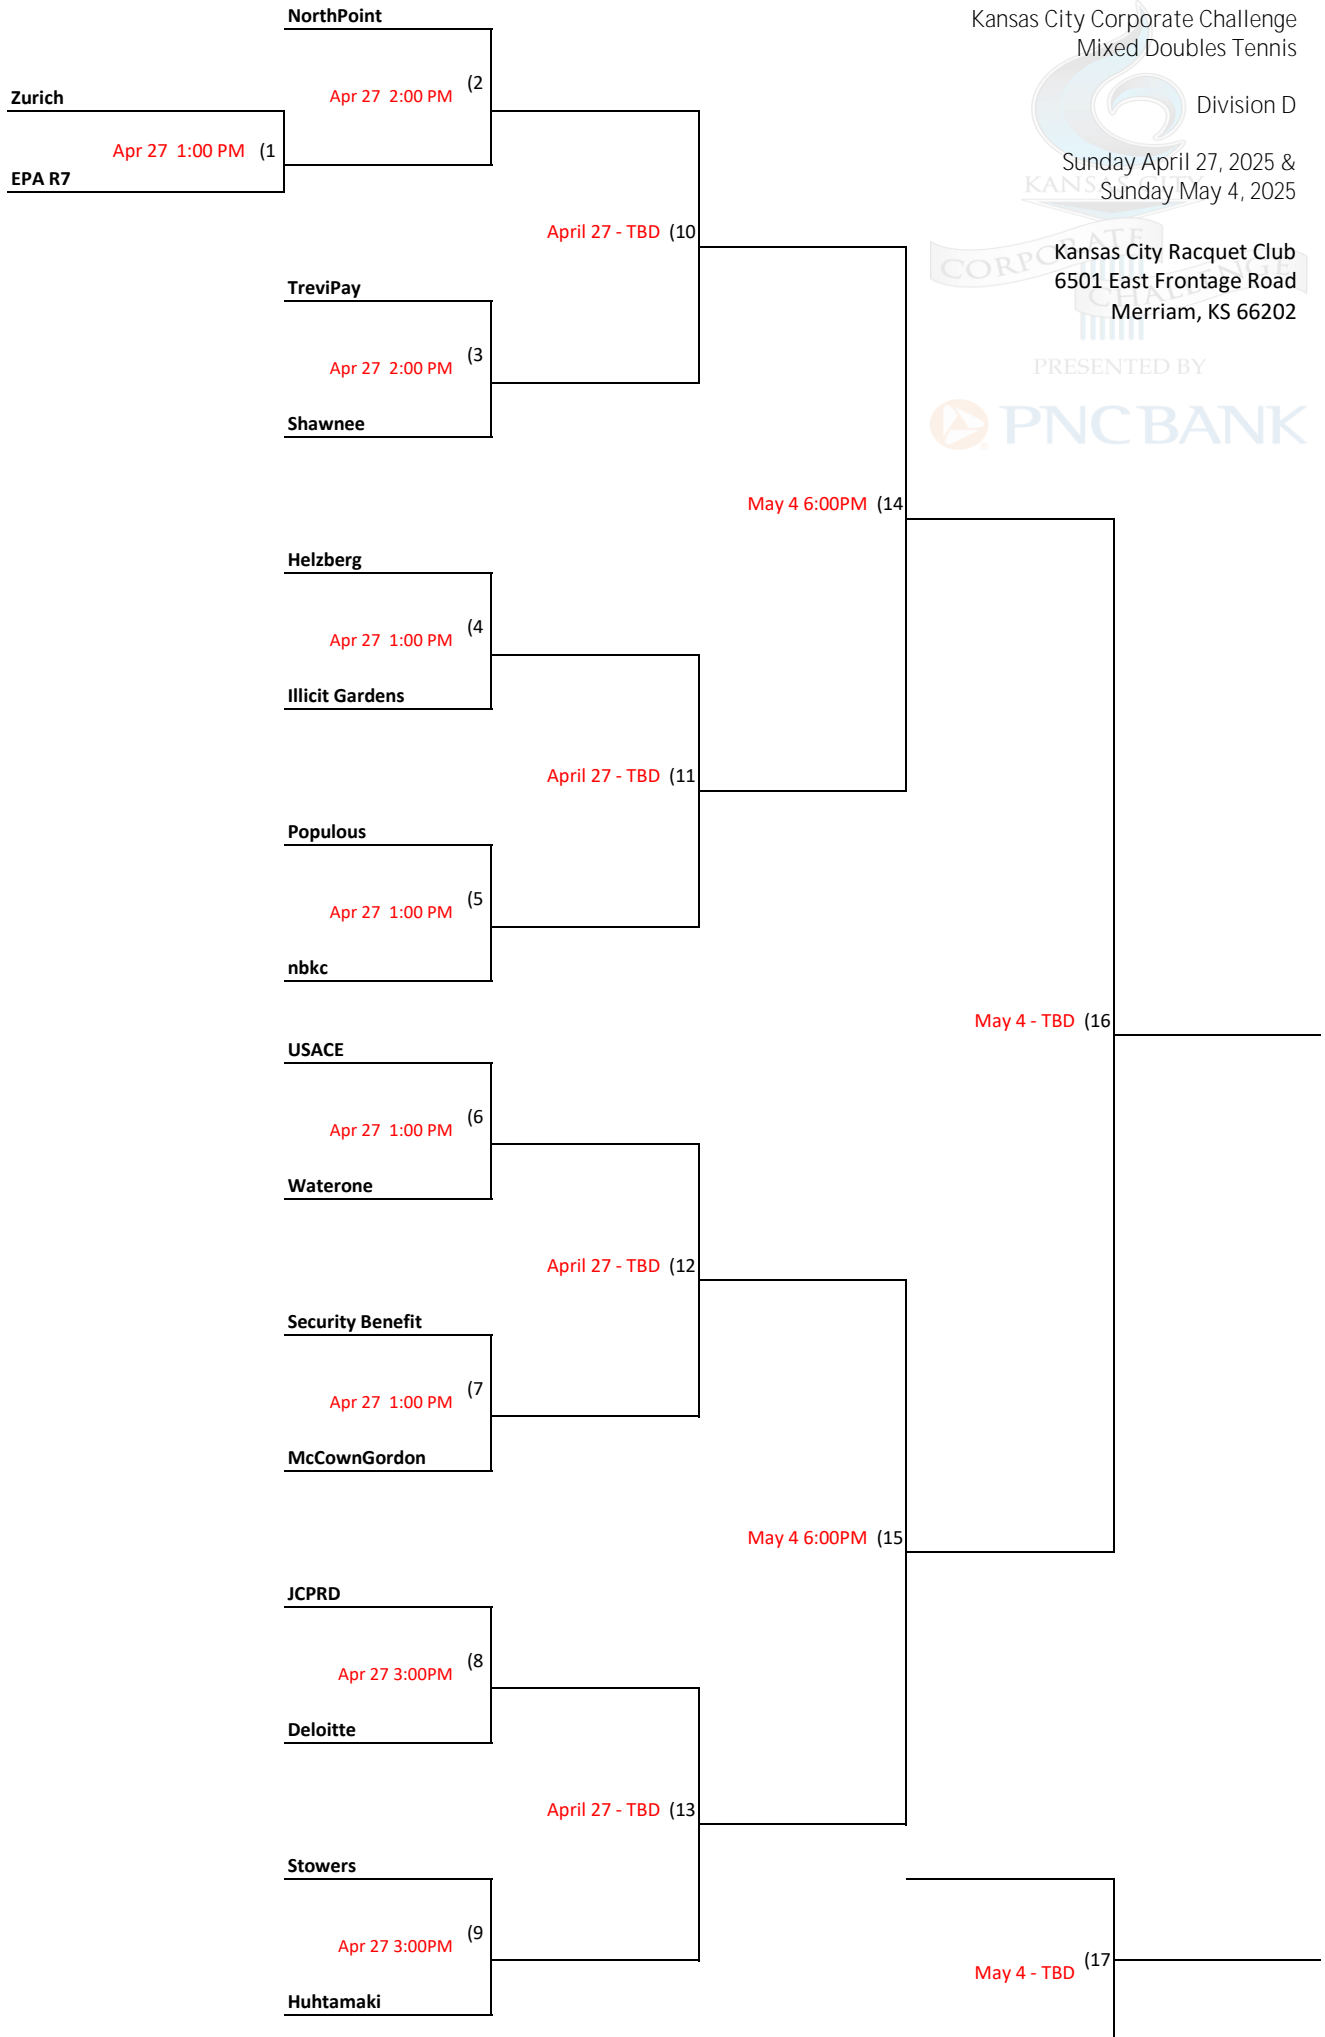 NorthPoint
Kansas City Corporate Challenge
Mixed Doubles Tennis
Apr 27  2:00 PM (2
Zurich
Division D
Apr 27  1:00 PM (1
EPA R7
Sunday April 27, 2025 &
Sunday May 4, 2025
KANSAS CITY
April 27 - TBD (10
CORPORATE
CHALLENGE
Kansas City Racquet Club
6501 East Frontage Road
Merriam, KS 66202
TreviPay
Apr 27  2:00 PM (3
PRESENTED BY
Shawnee
PNC BANK
May 4 6:00PM (14
Helzberg
Apr 27  1:00 PM (4
Illicit Gardens
April 27 - TBD (11
Populous
Apr 27  1:00 PM (5
nbkc
May 4 - TBD (16
USACE
Apr 27  1:00 PM (6
Waterone
April 27 - TBD (12
Security Benefit
Apr 27  1:00 PM (7
McCownGordon
May 4 6:00PM (15
JCPRD
Apr 27 3:00PM (8
Deloitte
April 27 - TBD (13
Stowers
Apr 27 3:00PM (9
May 4 - TBD (17
Huhtamaki